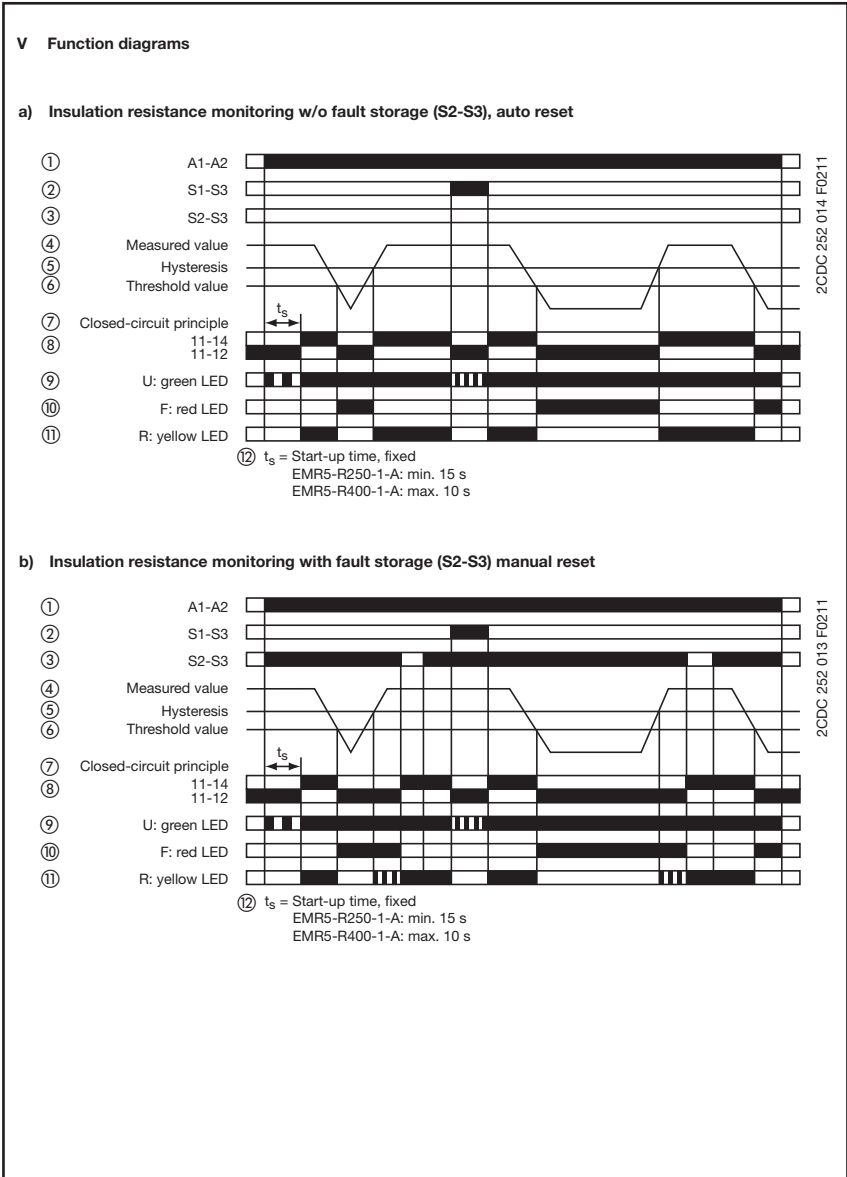 V Function diagrams
a) Insulation resistance monitoring w/o fault storage (S2-S3), auto reset
① A1-A2
② S1-S3
③ S2-S3
④ Measured value
⑤ Hysteresis
⑥ Threshold value
ts
⑦ Closed-circuit principle
⑧ 11-14
11-12
⑨ U: green LED
⑩ F: red LED
⑪ R: yellow LED
⑫ ts = Start-up time, fixed
EMR5-R250-1-A: min. 15 s
EMR5-R400-1-A: max. 10 s
2CDC 252 014 F0211
b) Insulation resistance monitoring with fault storage (S2-S3) manual reset
① A1-A2
② S1-S3
③ S2-S3
④ Measured value
⑤ Hysteresis
⑥ Threshold value
ts
⑦ Closed-circuit principle
⑧ 11-14
11-12
⑨ U: green LED
⑩ F: red LED
⑪ R: yellow LED
⑫ ts = Start-up time, fixed
EMR5-R250-1-A: min. 15 s
EMR5-R400-1-A: max. 10 s
2CDC 252 013 F0211